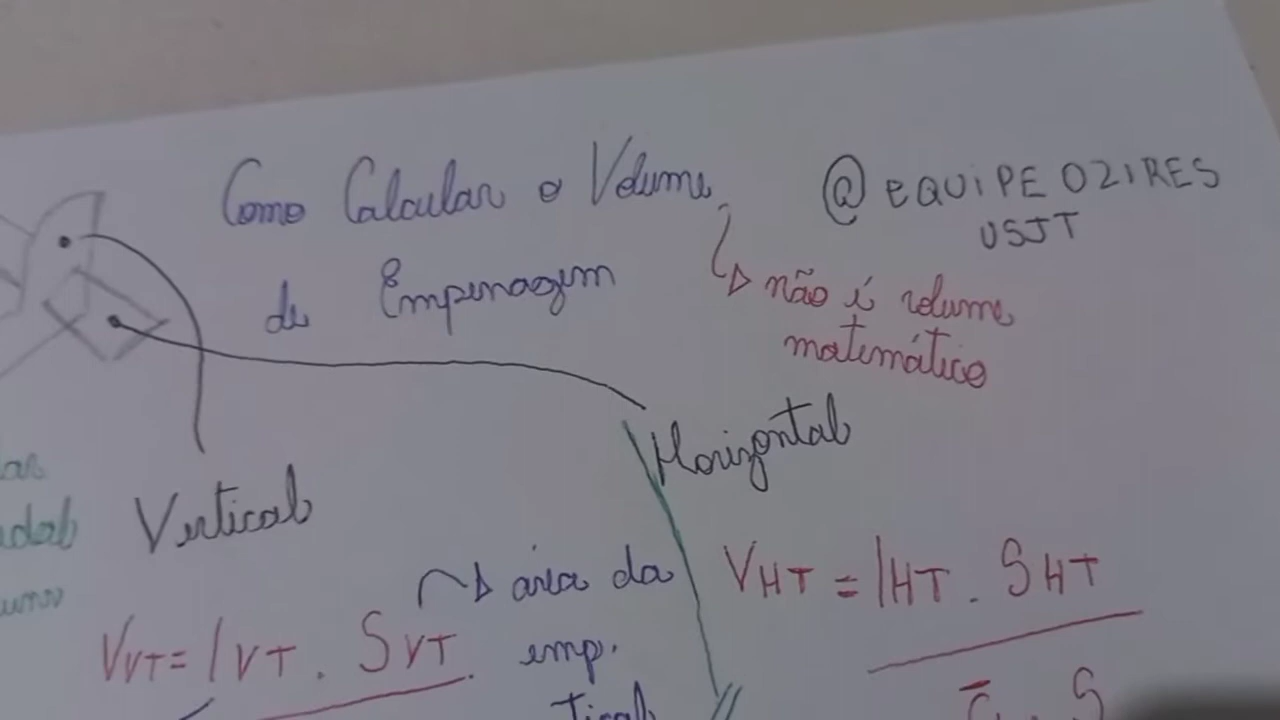 Como Calcular o Volume
de Empenagem
@EQUIPE OZIRES
USJT
não é volume
matemático
Horizontal
Vertical
área da
emp.
VVT = lVT . SVT
VHT = lHT . SHT
c̄ . S